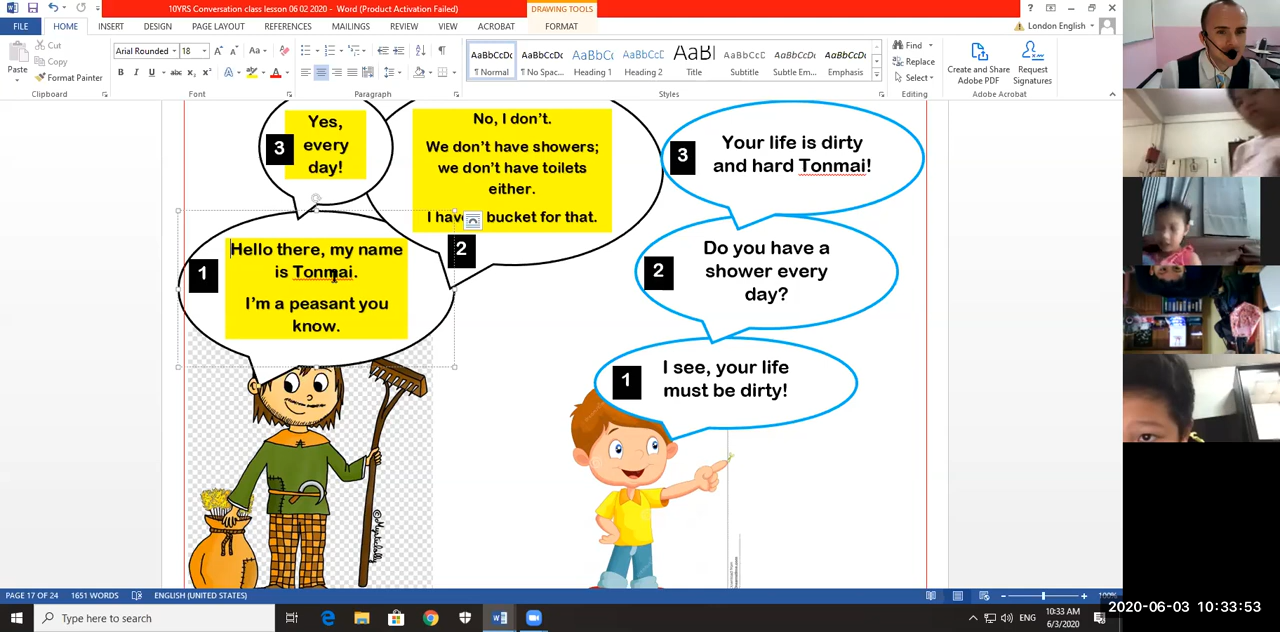 10YRS Conversation class lesson 06 02 2020 - Word (Product Activation Failed)
DRAWING TOOLS
FILE HOME INSERT DESIGN PAGE LAYOUT REFERENCES MAILINGS REVIEW VIEW ACROBAT FORMAT
London English
Paste
Cut
Copy
Format Painter
Clipboard
Arial Rounded 18
Font
Paragraph
AaBbCcDc AaBbCcDc AaBbCc AaBbCcD AaBl AaBbCcD AaBbCcDc AaBbCcDc
¶ Normal ¶ No Spac... Heading 1 Heading 2 Title Subtitle Subtle Em... Emphasis
Styles
Find
Replace
Select
Editing
Create and Share
Adobe PDF
Request
Signatures
Adobe Acrobat
3
Yes,
every
day!
No, I don't.
We don't have showers;
we don't have toilets
either.
bucket for that.
2
1
Hello there, my name
is Tonmai.
I'm a peasant you
know.
3
Your life is dirty
and hard Tonmai!
2
Do you have a
shower every
day?
1
I see, your life
must be dirty!
PAGE 17 OF 24 1651 WORDS ENGLISH (UNITED STATES)
100%
Type here to search
ENG
10:33 AM
6/3/2020
2020-06-03 10:33:53